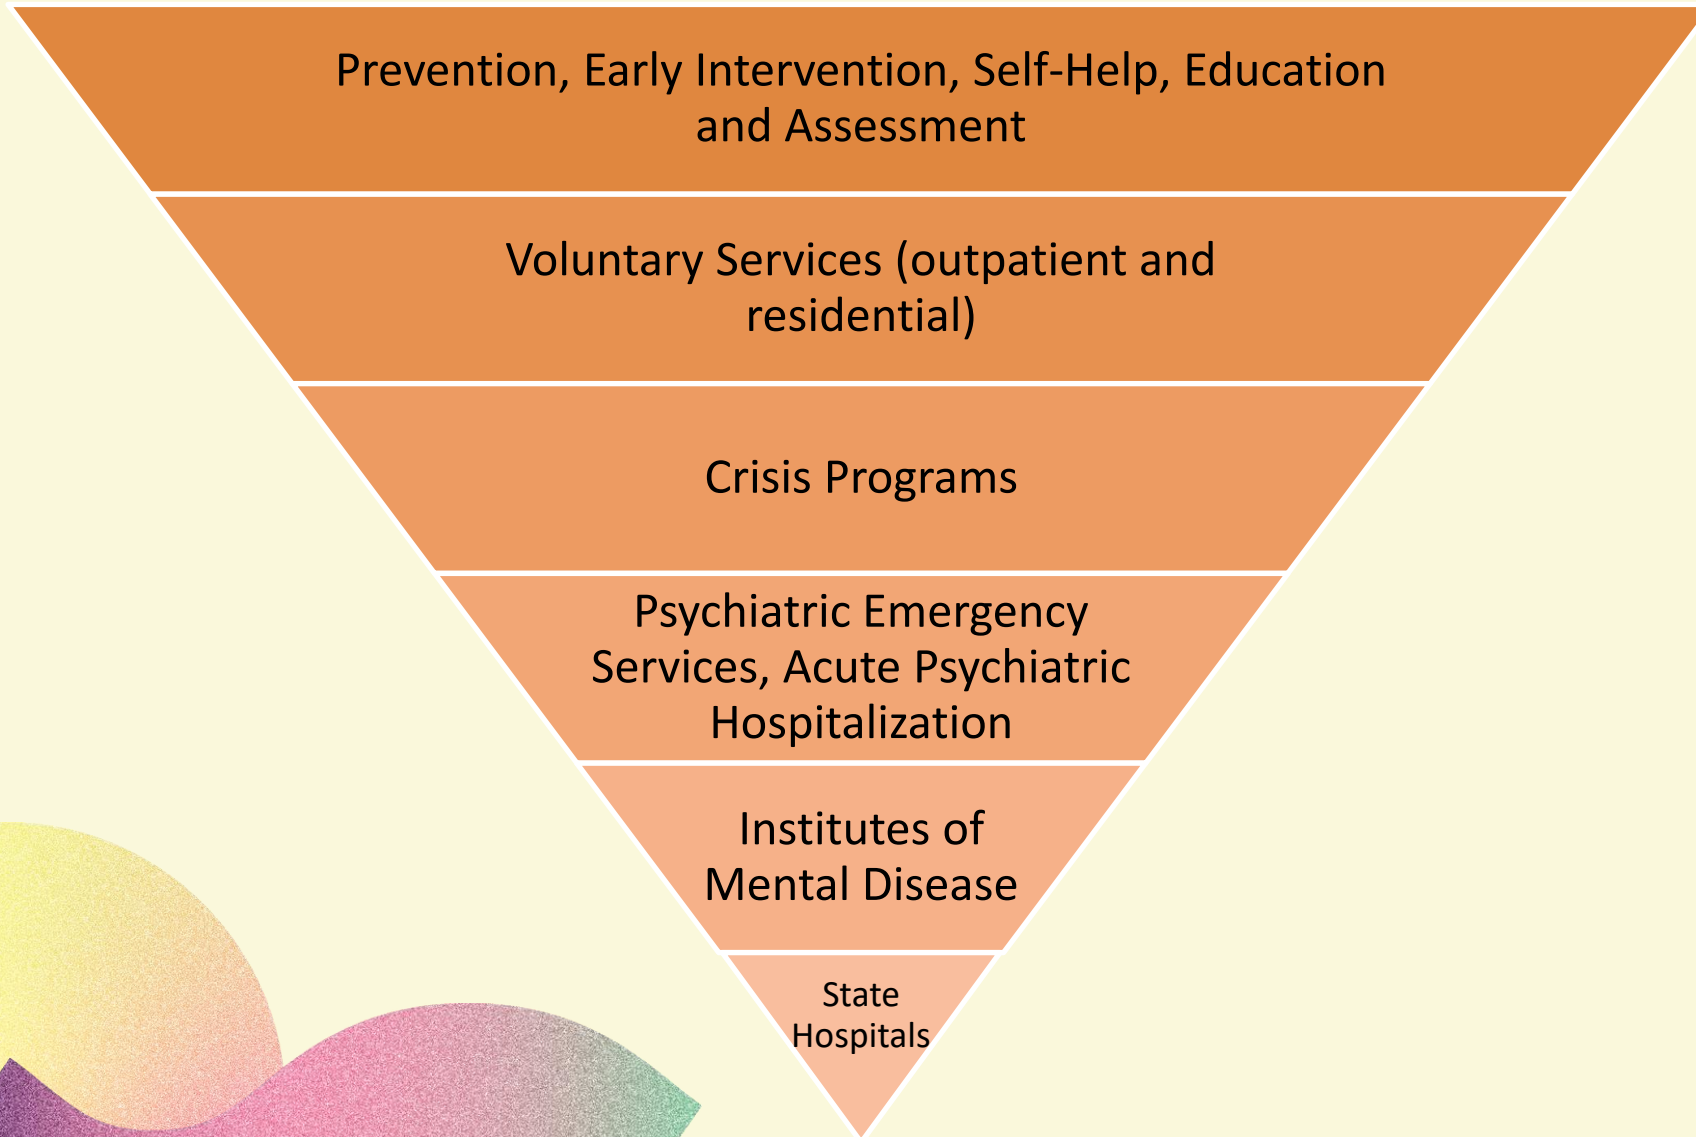 Prevention, Early Intervention, Self-Help, Education
and Assessment
Voluntary Services (outpatient and
residential)
Crisis Programs
Psychiatric Emergency
Services, Acute Psychiatric
Hospitalization
Institutes of
Mental Disease
State
Hospitals